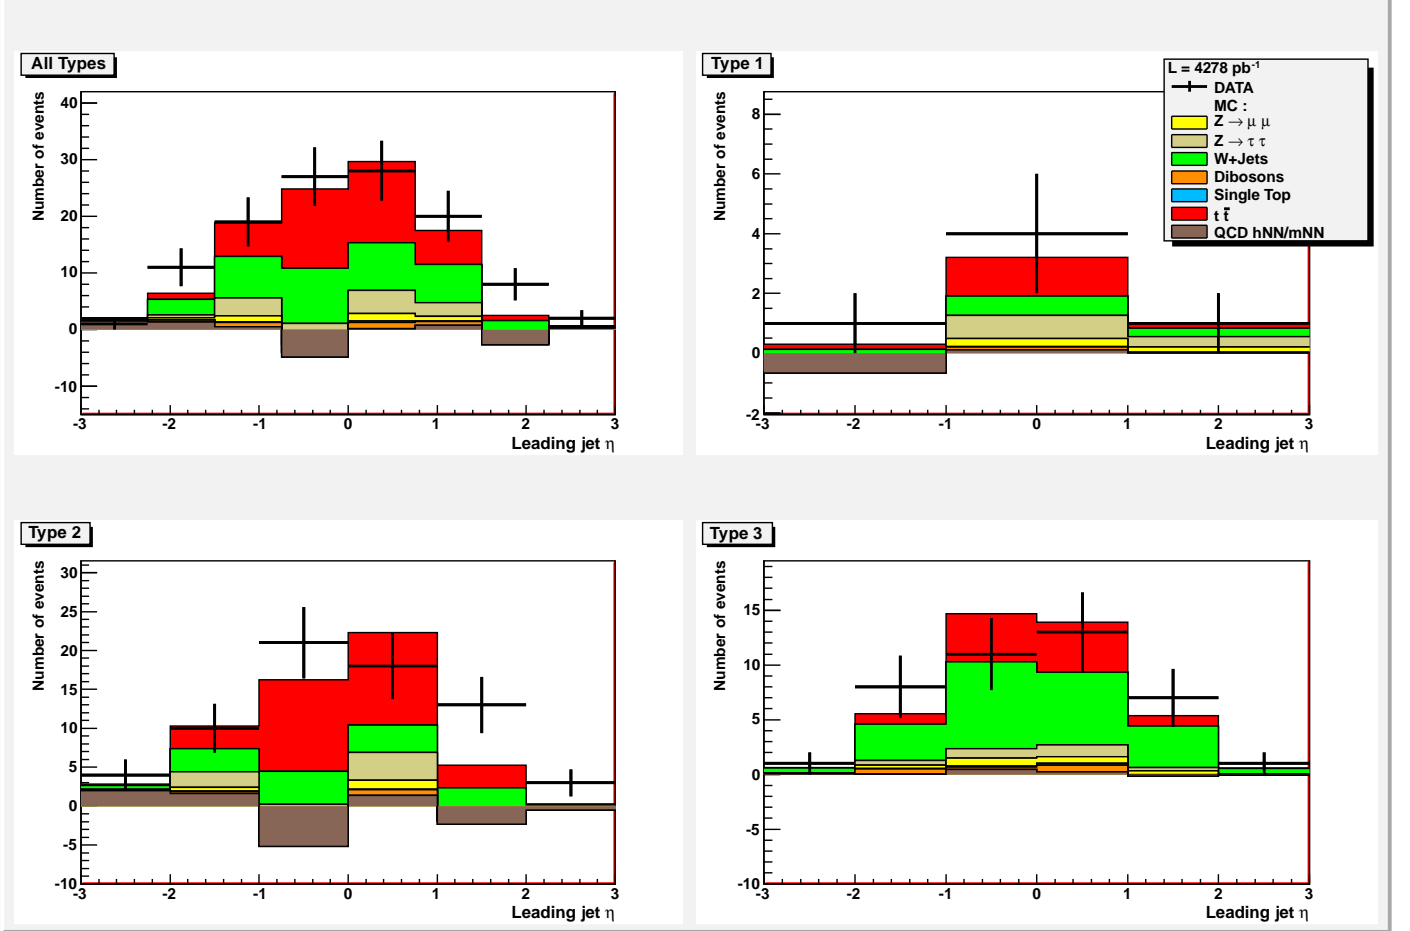 All Types
Number of events
40
30
20
10
0
-10
-3 -2 -1 0 1 2 3
Leading jet η
Type 1
Number of events
8
6
4
2
0
-2
-3 -2 -1 0 1 2 3
Leading jet η
L = 4278 pb⁻¹
DATA
MC :
Z → μ μ
Z → τ τ
W+Jets
Dibosons
Single Top
t t̄
QCD hNN/mNN
Type 2
Number of events
30
25
20
15
10
5
0
-5
-10
-3 -2 -1 0 1 2 3
Leading jet η
Type 3
Number of events
15
10
5
0
-5
-10
-3 -2 -1 0 1 2 3
Leading jet η